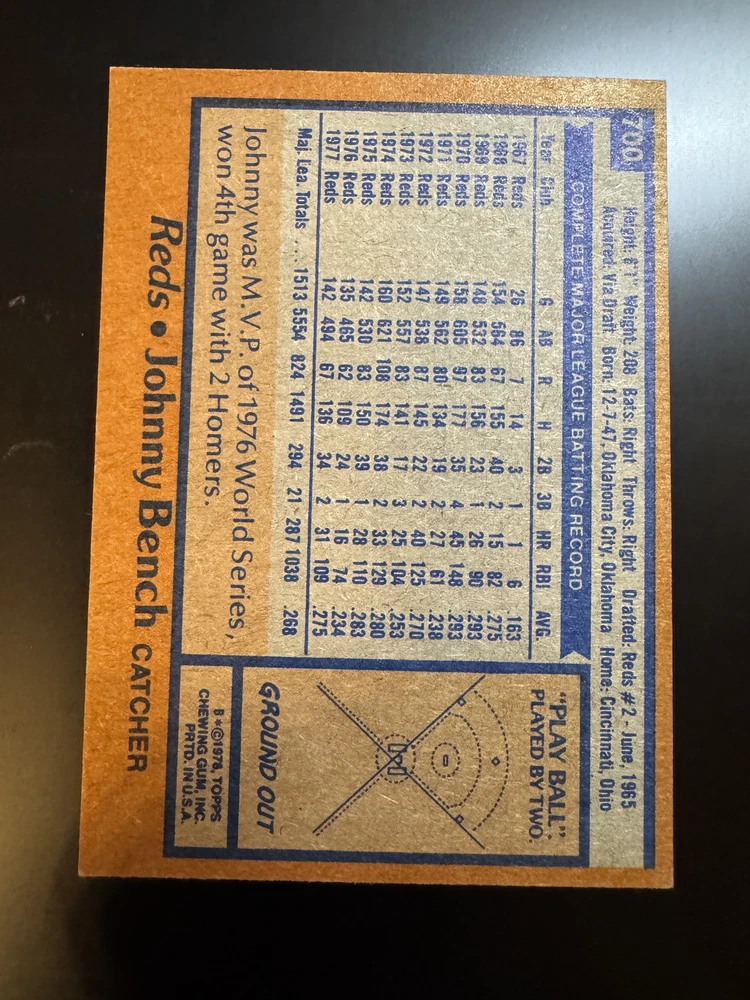 700
Height: 6'1" Weight: 208 Bats: Right Throws: Right Drafted: Reds #2 - June, 1965
Acquired: Via Draft Born: 12-7-47, Oklahoma City, Oklahoma Home: Cincinnati, Ohio
COMPLETE MAJOR LEAGUE BATTING RECORD
Year Club G AB R H 2B 3B HR RBI AVG
1967 Reds 26 86 7 14 3 1 1 6 .163
1968 Reds 154 564 67 155 40 2 15 82 .275
1969 Reds 148 532 83 156 23 1 26 90 .293
1970 Reds 158 605 97 177 35 4 45 148 .293
1971 Reds 149 562 80 134 19 2 27 61 .238
1972 Reds 147 538 87 145 22 2 40 125 .270
1973 Reds 152 557 83 141 17 3 25 104 .253
1974 Reds 160 621 108 174 38 2 33 129 .280
1975 Reds 142 530 83 150 39 1 28 110 .283
1976 Reds 135 465 62 109 24 1 16 74 .234
1977 Reds 142 494 67 136 34 2 31 109 .275
Maj. Lea. Totals .... 1513 5554 824 1491 294 21 287 1038 .268
Johnny was M.V.P. of 1976 World Series,
won 4th game with 2 Homers.
"PLAY BALL"
PLAYED BY TWO.
GROUND OUT
Reds • Johnny Bench CATCHER
B*©1978, TOPPS
CHEWING GUM, INC.
PRTD. IN U.S.A.